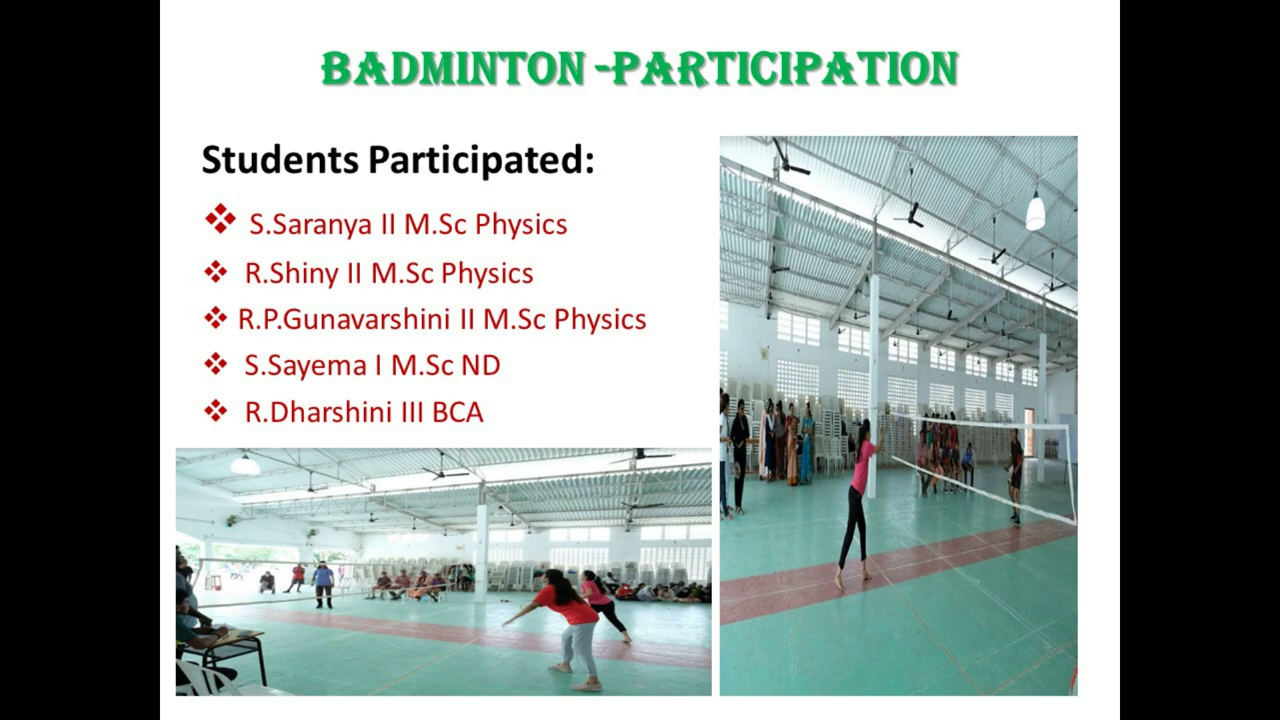 BADMINTON -PARTICIPATION
Students Participated:
❖ S.Saranya II M.Sc Physics
❖ R.Shiny II M.Sc Physics
❖ R.P.Gunavarshini II M.Sc Physics
❖ S.Sayema I M.Sc ND
❖ R.Dharshini III BCA